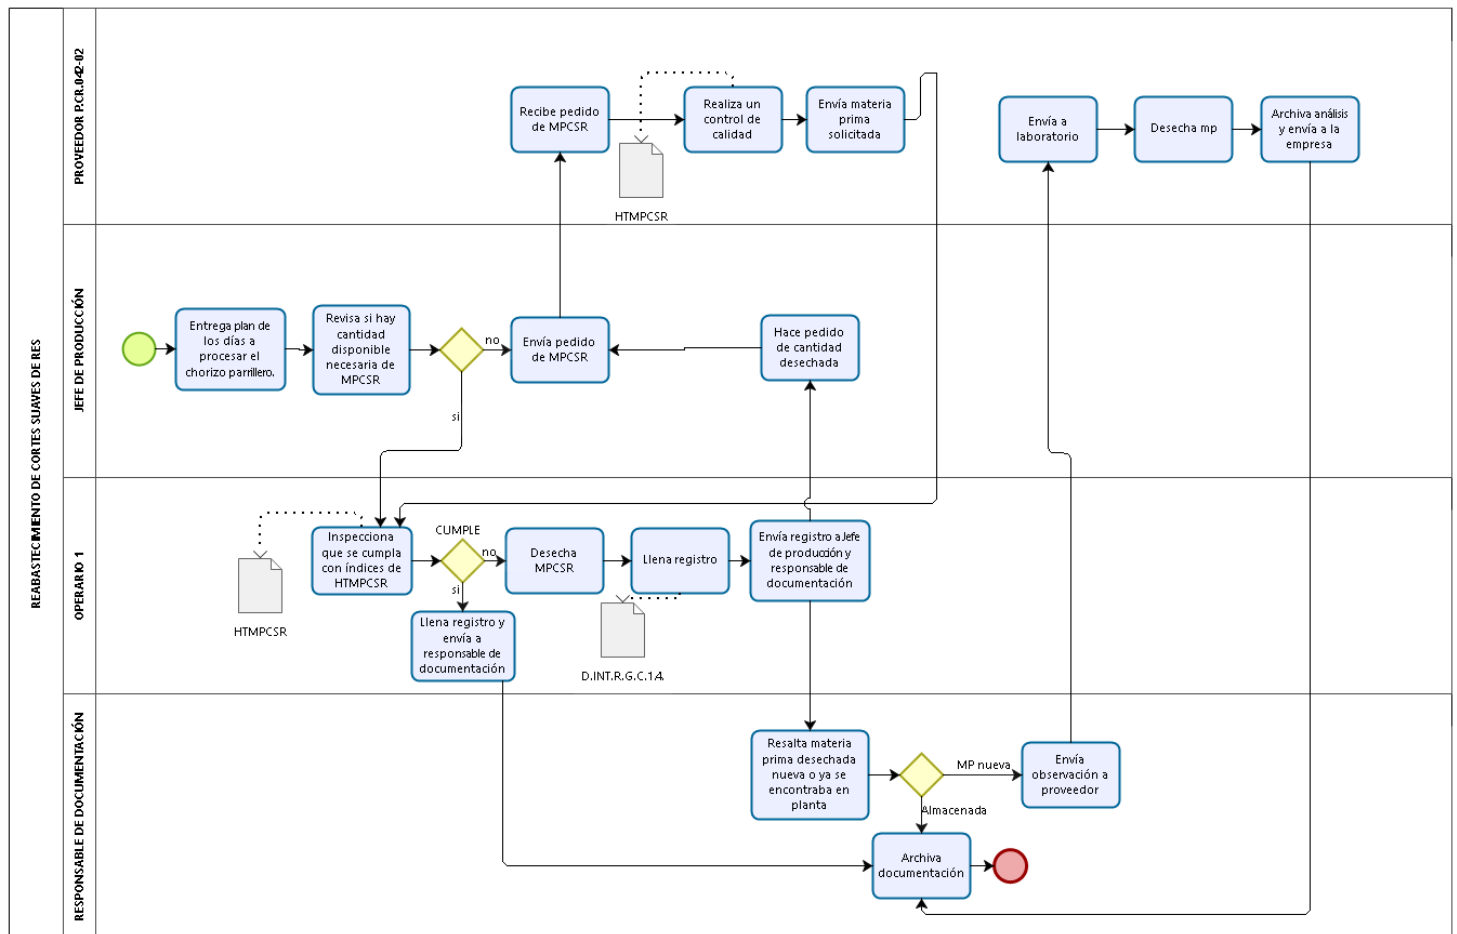 REABASTECIMIENTO DE CORTES SUAVES DE RES
PROVEEDOR P.CR.042-02
Recibe pedido
de MPCSR
Realiza un
control de
calidad
Envía materia
prima
solicitada
HTMPCSR
Envía a
laboratorio
Desecha mp
Archiva análisis
y envía a la
empresa
JEFE DE PRODUCCIÓN
Entrega plan de
los días a
procesar el
chorizo parrillero.
Revisa si hay
cantidad
disponible
necesaria de
MPCSR
no
si
Envía pedido
de MPCSR
Hace pedido
de cantidad
desechada
OPERARIO 1
Inspecciona
que se cumpla
con índices de
HTMPCSR
HTMPCSR
CUMPLE
no
si
Desecha
MPCSR
Llena registro
D.INT.R.G.C.1.4.
Envía registro a Jefe
de producción y
responsable de
documentación
Llena registro y
envía a
responsable de
documentación
RESPONSABLE DE DOCUMENTACIÓN
Resalta materia
prima desechada
nueva o ya se
encontraba en
planta
MP nueva
Almacenada
Envía
observación a
proveedor
Archiva
documentación